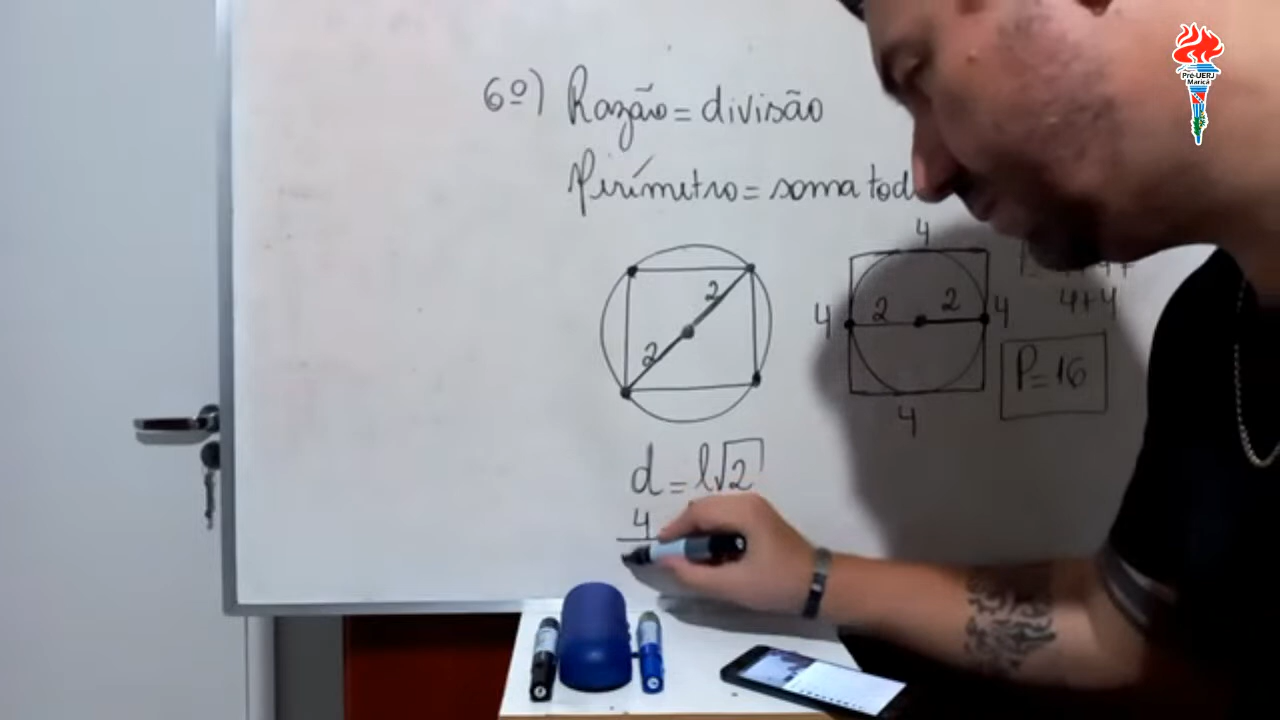 6º) Razão = divisão
Perímetro = soma tod
4
4 2 2 4
4
2
2
4+4
P=16
d = l√2
4
Pré-UERJ
Maricá